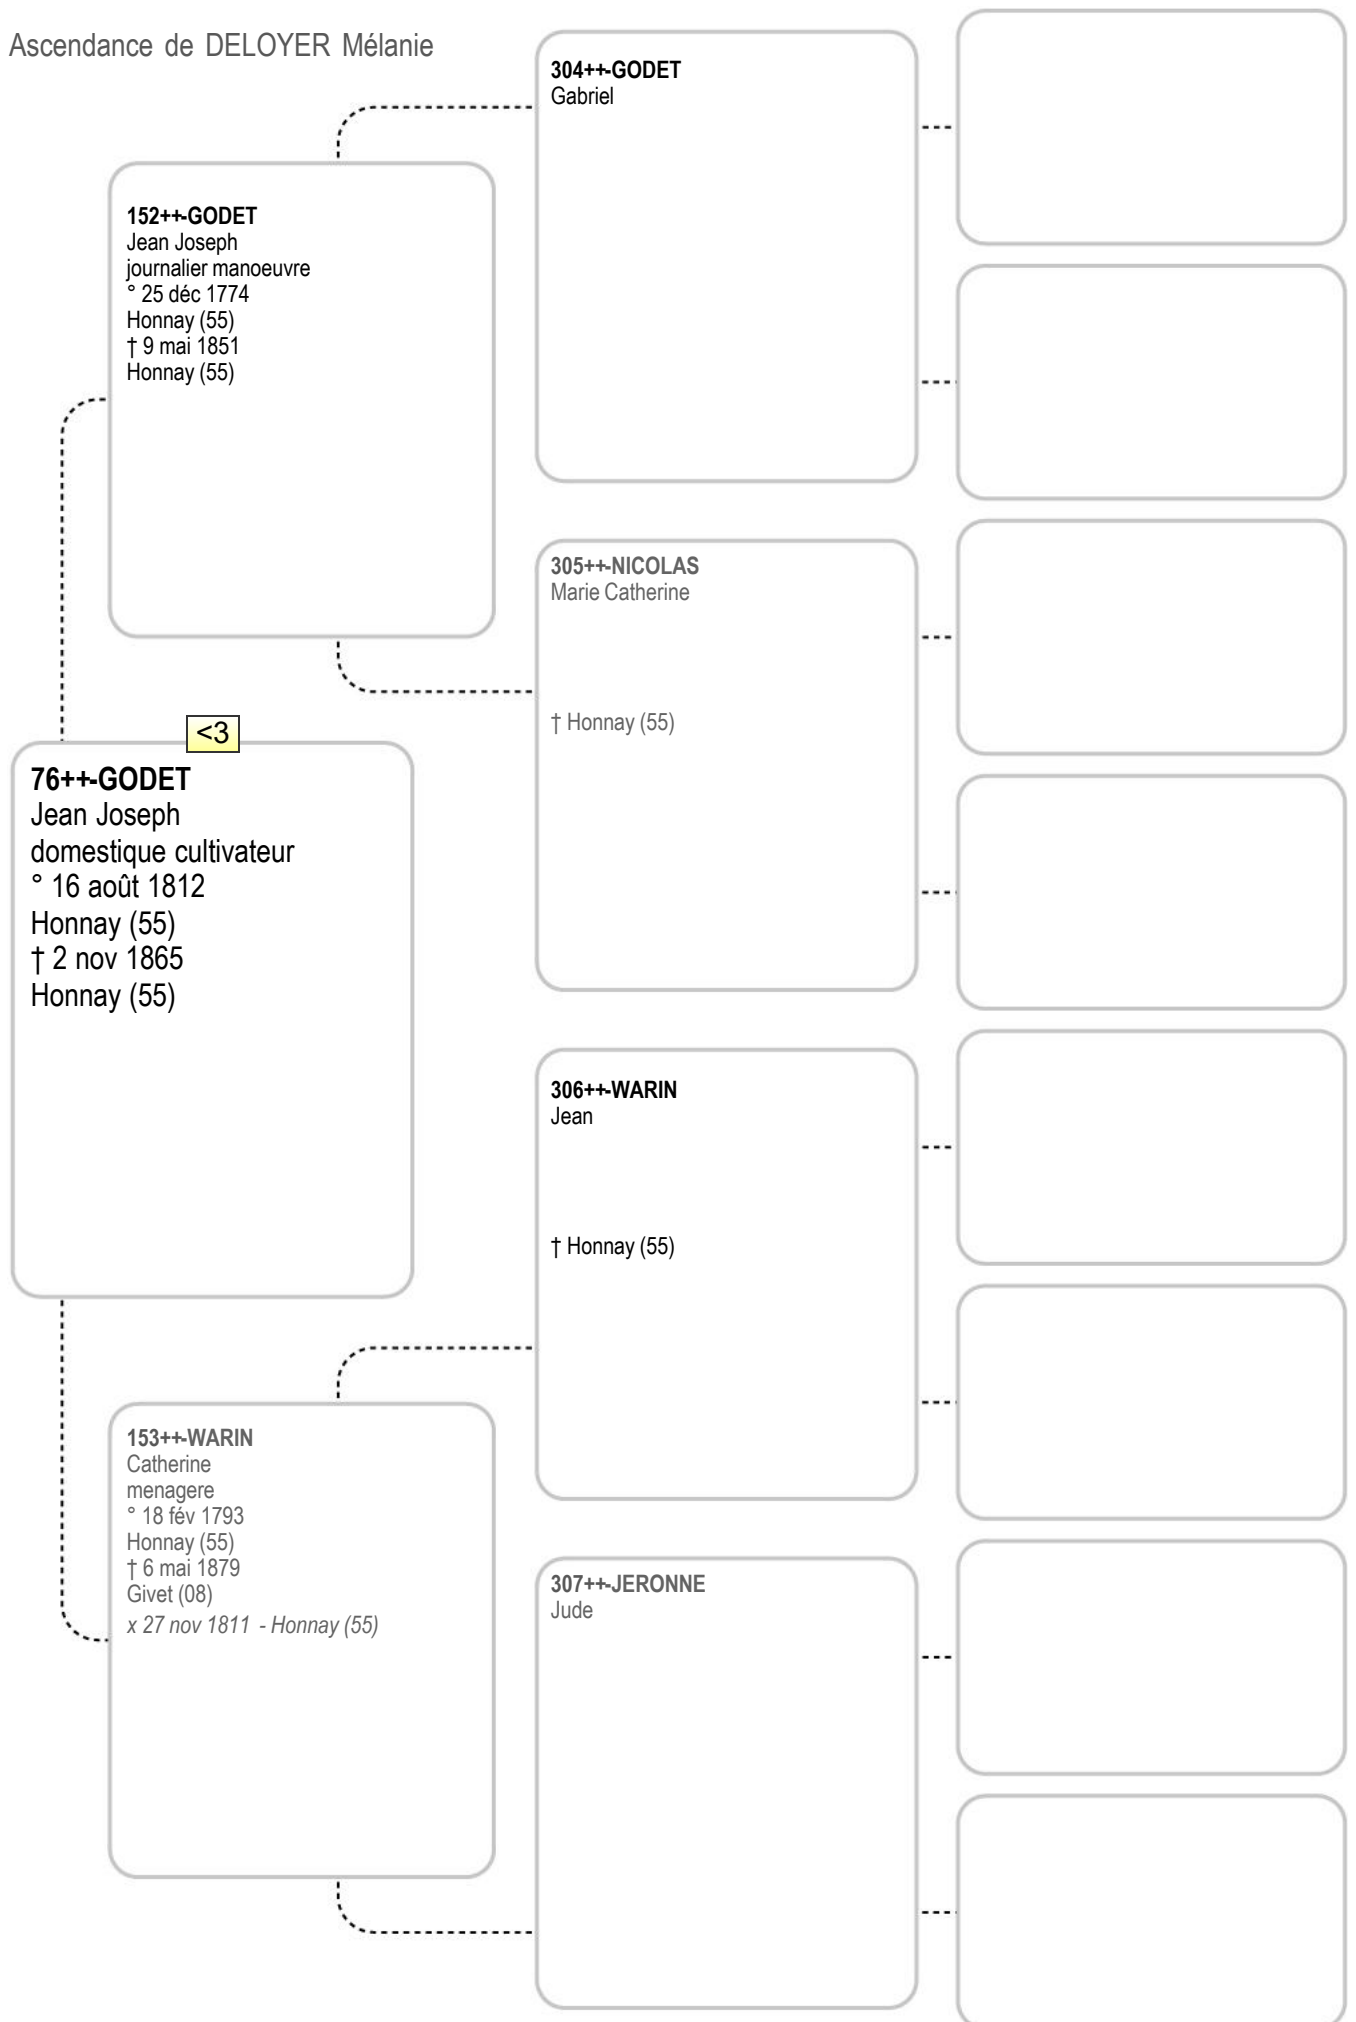 Ascendance de DELOYER Mélanie
304++-GODET
Gabriel
152++-GODET
Jean Joseph
journalier manoeuvre
° 25 déc 1774
Honnay (55)
† 9 mai 1851
Honnay (55)
305++-NICOLAS
Marie Catherine
† Honnay (55)
<3
76++-GODET
Jean Joseph
domestique cultivateur
° 16 août 1812
Honnay (55)
† 2 nov 1865
Honnay (55)
306++-WARIN
Jean
† Honnay (55)
153++-WARIN
Catherine
menagere
° 18 fév 1793
Honnay (55)
† 6 mai 1879
Givet (08)
x 27 nov 1811 - Honnay (55)
307++-JERONNE
Jude